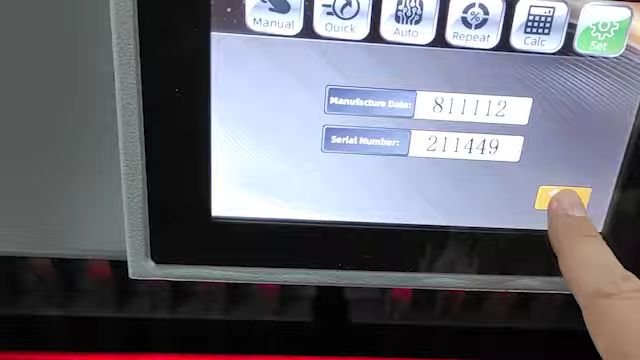 Manual Quick Auto Repeat Calc Set
Manufacture Date: 811112
Serial Number: 211449